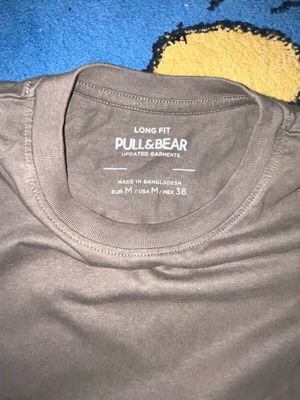 LONG FIT
PULL&BEAR
UPDATED GARMENTS
MADE IN BANGLADESH
EUR M / USA M / MEX 38